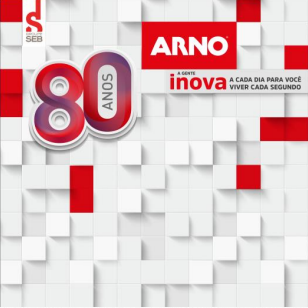 SEB
ARNO
80
ANOS
A GENTE
inova A CADA DIA PARA VOCÊ
VIVER CADA SEGUNDO